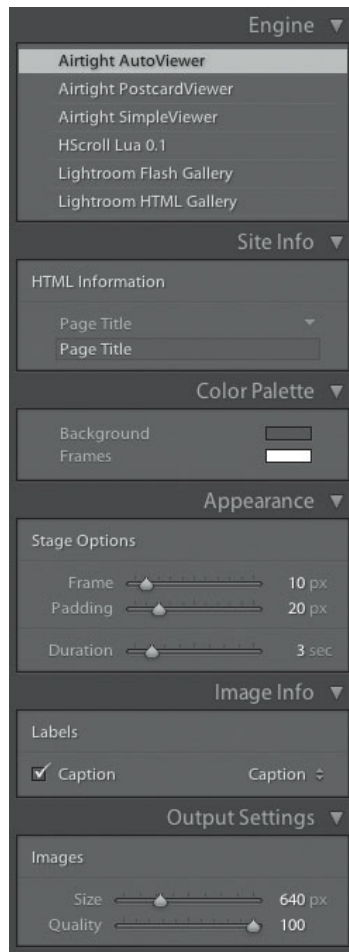 Engine
Airtight AutoViewer
Airtight PostcardViewer
Airtight SimpleViewer
HScroll Lua 0.1
Lightroom Flash Gallery
Lightroom HTML Gallery
Site Info
HTML Information
Page Title
Page Title
Color Palette
Background
Frames
Appearance
Stage Options
Frame 10 px
Padding 20 px
Duration 3 sec
Image Info
Labels
Caption Caption
Output Settings
Images
Size 640 px
Quality 100